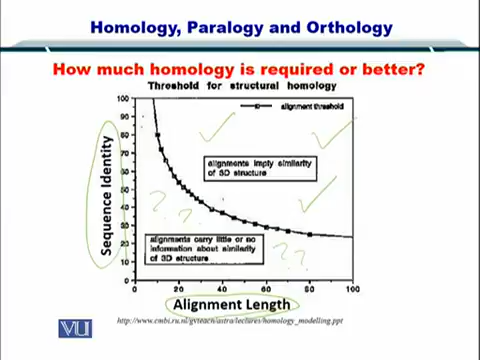 Homology, Paralogy and Orthology
How much homology is required or better?
Threshold for structural homology
100
90
80
70
60
50
40
30
20
10
0
alignment threshold
alignments imply similarity
of 3D structure
? ?
? ?
? ?
alignments carry little or no
information about similarity
of 3D structure
Sequence Identity
0 20 40 60 80 100
Alignment Length
http://www.cmbi.ru.nl/gvteach/astra/lectures/homology_modelling.ppt
VU